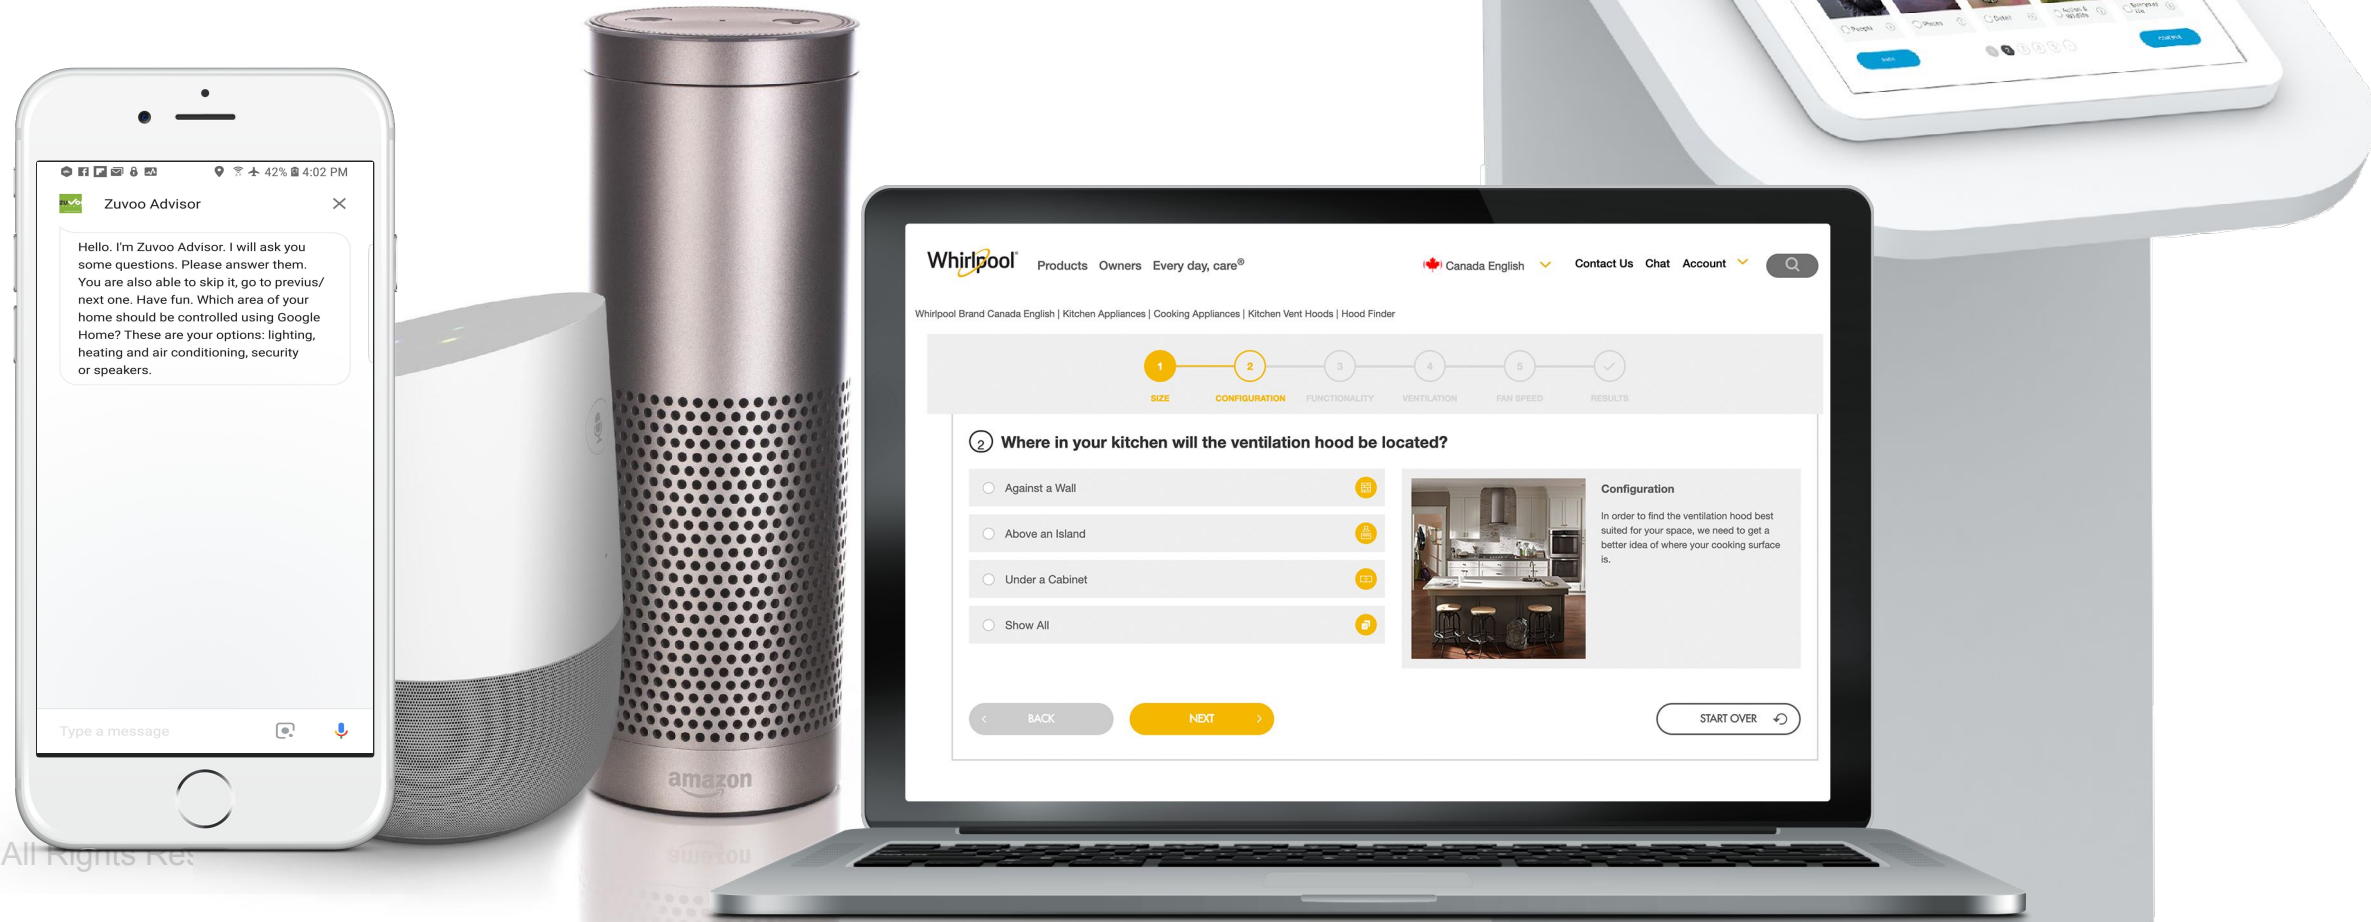 42% 4:02 PM
Zuvoo Advisor
Hello. I'm Zuvoo Advisor. I will ask you
some questions. Please answer them.
You are also able to skip it, go to previus/
next one. Have fun. Which area of your
home should be controlled using Google
Home? These are your options: lighting,
heating and air conditioning, security
or speakers.
Type a message
All Rights Res
amazon
Whirlpool
Products Owners Every day, care®
Canada English Contact Us Chat Account
Whirlpool Brand Canada English | Kitchen Appliances | Cooking Appliances | Kitchen Vent Hoods | Hood Finder
1 2 3 4 5
SIZE CONFIGURATION FUNCTIONALITY VENTILATION FAN SPEED RESULTS
2 Where in your kitchen will the ventilation hood be located?
Against a Wall
Above an Island
Under a Cabinet
Show All
Configuration
In order to find the ventilation hood best
suited for your space, we need to get a
better idea of where your cooking surface
is.
BACK NEXT START OVER
People Photos Action &
Wildlife